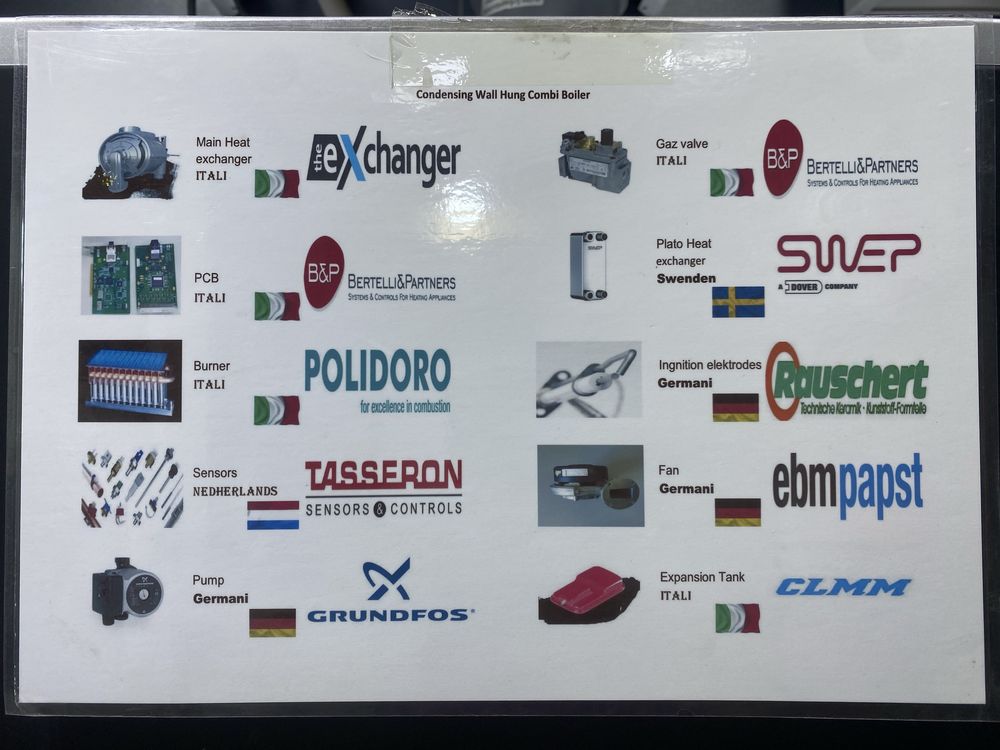 Condensing Wall Hung Combi Boiler
Main Heat
exchanger
ITALI
the exchanger
Gaz valve
ITALI
B&P
BERTELLI&PARTNERS
SYSTEMS & CONTROLS FOR HEATING APPLIANCES
PCB
ITALI
B&P
BERTELLI&PARTNERS
SYSTEMS & CONTROLS FOR HEATING APPLIANCES
SWEP
Plato Heat
exchanger
Swenden
SWEP
A DOVER COMPANY
Burner
ITALI
POLIDORO
for excellence in combustion
Ingnition elektrodes
Germani
Rauschert
Technische Keramik · Kunststoff-Formteile
Sensors
NEDHERLANDS
TASSERON
SENSORS & CONTROLS
Fan
Germani
ebmpapst
Pump
Germani
GRUNDFOS
Expansion Tank
ITALI
CLMM